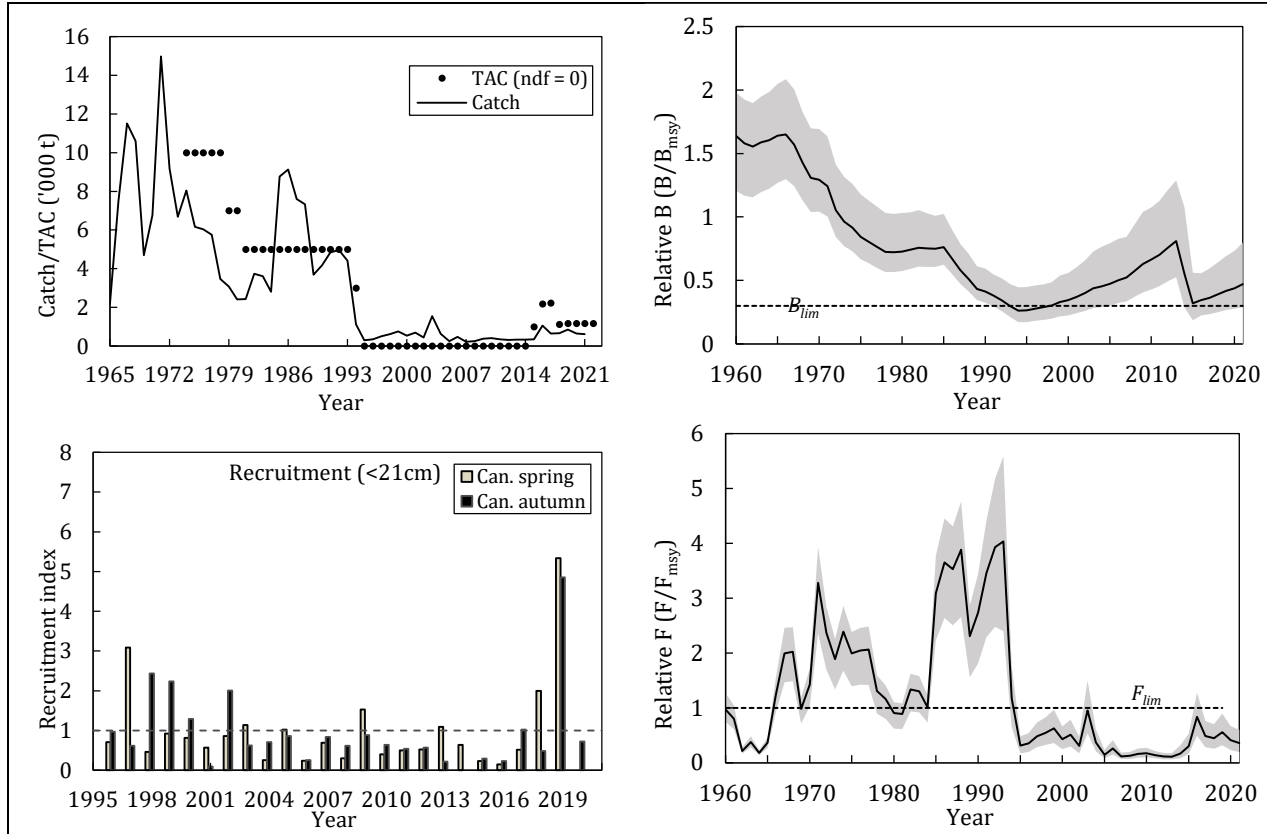 16
14
12
10
8
6
4
2
0
Catch/TAC ('000 t)
TAC (ndf = 0)
Catch
1965 1972 1979 1986 1993 2000 2007 2014 2021
Year
2.5
2
1.5
1
0.5
0
Relative B (B/Bmsy)
Blim
1960 1970 1980 1990 2000 2010 2020
Year
8
7
6
5
4
3
2
1
0
Recruitment index
Recruitment (<21cm)
Can. spring
Can. autumn
1995 1998 2001 2004 2007 2010 2013 2016 2019
Year
6
5
4
3
2
1
0
Relative F (F/Fmsy)
Flim
1960 1970 1980 1990 2000 2010 2020
Year